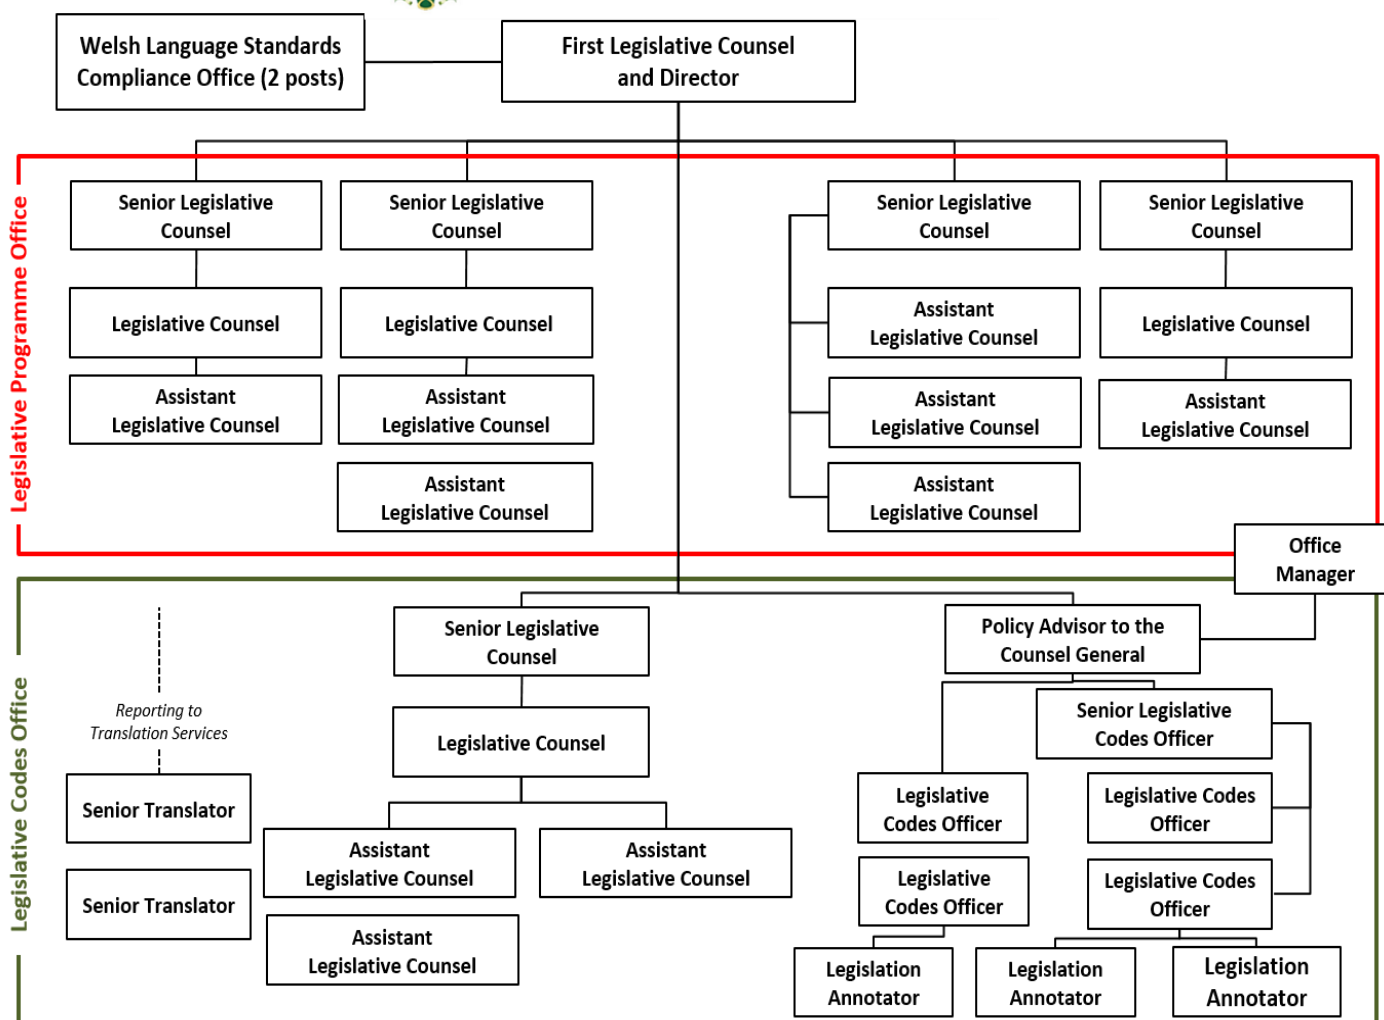 Welsh Language Standards
Compliance Office (2 posts)
First Legislative Counsel
and Director
Legislative Programme Office
Senior Legislative
Counsel
Senior Legislative
Counsel
Senior Legislative
Counsel
Senior Legislative
Counsel
Legislative Counsel
Legislative Counsel
Assistant
Legislative Counsel
Legislative Counsel
Assistant
Legislative Counsel
Assistant
Legislative Counsel
Assistant
Legislative Counsel
Assistant
Legislative Counsel
Assistant
Legislative Counsel
Assistant
Legislative Counsel
Office
Manager
Legislative Codes Office
Senior Legislative
Counsel
Policy Advisor to the
Counsel General
Reporting to
Translation Services
Legislative Counsel
Senior Legislative
Codes Officer
Senior Translator
Legislative
Codes Officer
Legislative Codes
Officer
Assistant
Legislative Counsel
Assistant
Legislative Counsel
Senior Translator
Legislative
Codes Officer
Legislative Codes
Officer
Assistant
Legislative Counsel
Legislation
Annotator
Legislation
Annotator
Legislation
Annotator